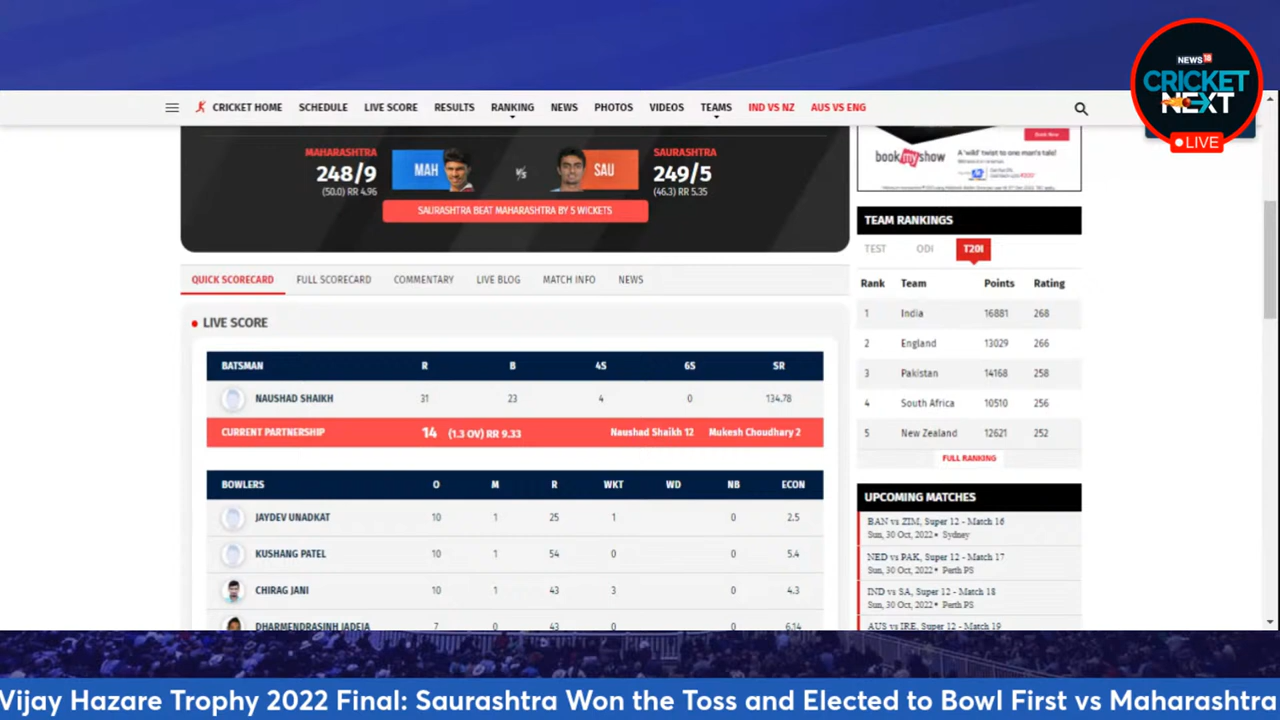 NEWS18
CRICKET
NEXT
LIVE
CRICKET HOME SCHEDULE LIVE SCORE RESULTS RANKING NEWS PHOTOS VIDEOS TEAMS IND VS NZ AUS VS ENG
MAHARASHTRA
248/9
(50.0) RR 4.96
MAH
VS
SAU
SAURASHTRA
249/5
(46.3) RR 5.35
SAURASHTRA BEAT MAHARASHTRA BY 5 WICKETS
Book Now
bookmyshow
A 'wild' twist to one man's tale!
QUICK SCORECARD FULL SCORECARD COMMENTARY LIVE BLOG MATCH INFO NEWS
LIVE SCORE
BATSMAN R B 4S 6S SR
NAUSHAD SHAIKH 31 23 4 0 134.78
CURRENT PARTNERSHIP 14 (1.3 OV) RR 9.33 Naushad Shaikh 12 Mukesh Choudhary 2
BOWLERS O M R WKT WD NB ECON
JAYDEV UNADKAT 10 1 25 1 0 2.5
KUSHANG PATEL 10 1 54 0 0 5.4
CHIRAG JANI 10 1 43 3 0 4.3
DHARMENDRASINH JADEJA 7 0 43 0 0 6.14
TEAM RANKINGS
TEST ODI T20I
Rank Team Points Rating
1 India 16881 268
2 England 13029 266
3 Pakistan 14168 258
4 South Africa 10510 256
5 New Zealand 12621 252
FULL RANKING
UPCOMING MATCHES
BAN vs ZIM, Super 12 - Match 16
Sun, 30 Oct, 2022 • Sydney
NED vs PAK, Super 12 - Match 17
Sun, 30 Oct, 2022 • Perth PS
IND vs SA, Super 12 - Match 18
Sun, 30 Oct, 2022 • Perth PS
AUS vs IRE, Super 12 - Match 19
Vijay Hazare Trophy 2022 Final: Saurashtra Won the Toss and Elected to Bowl First vs Maharashtra